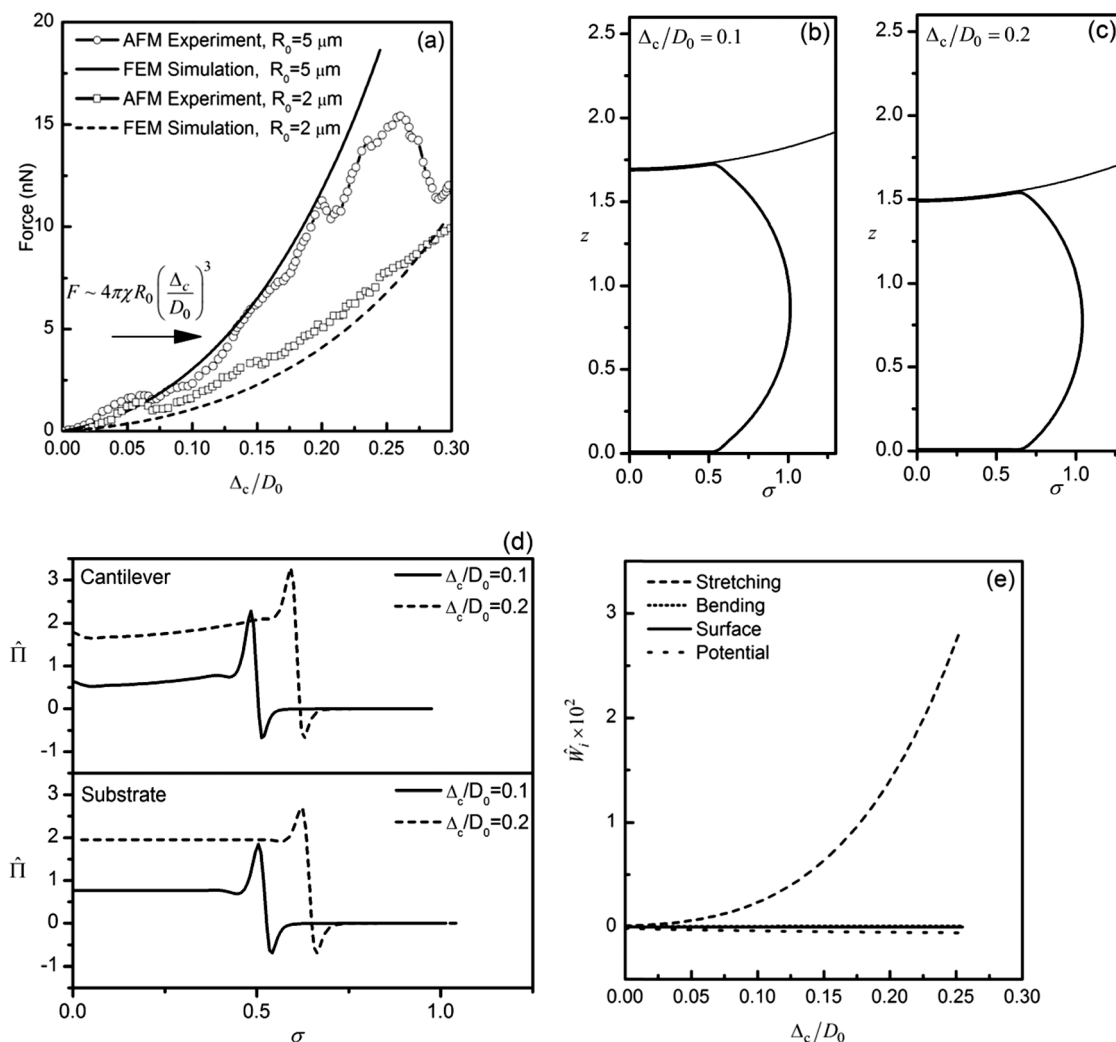 (a)
AFM Experiment, R₀=5 μm
FEM Simulation, R₀=5 μm
AFM Experiment, R₀=2 μm
FEM Simulation, R₀=2 μm
F ~ 4πχR₀(Δc/D₀)³
Force (nN)
20
15
10
5
0
0.00 0.05 0.10 0.15 0.20 0.25 0.30
Δc/D₀
(b)
Δc/D₀ = 0.1
z
2.5
2.0
1.5
1.0
0.5
0.0
0.0 0.5 1.0
σ
(c)
Δc/D₀ = 0.2
z
2.5
2.0
1.5
1.0
0.5
0.0
0.0 0.5 1.0
σ
(d)
Cantilever
Δc/D₀=0.1
Δc/D₀=0.2
Π̂
3
2
1
0
-1
Substrate
Δc/D₀=0.1
Δc/D₀=0.2
Π̂
3
2
1
0
-1
0.0 0.5 1.0
σ
(e)
Stretching
Bending
Surface
Potential
Ŵi ×10²
3
2
1
0
0.00 0.05 0.10 0.15 0.20 0.25 0.30
Δc/D₀